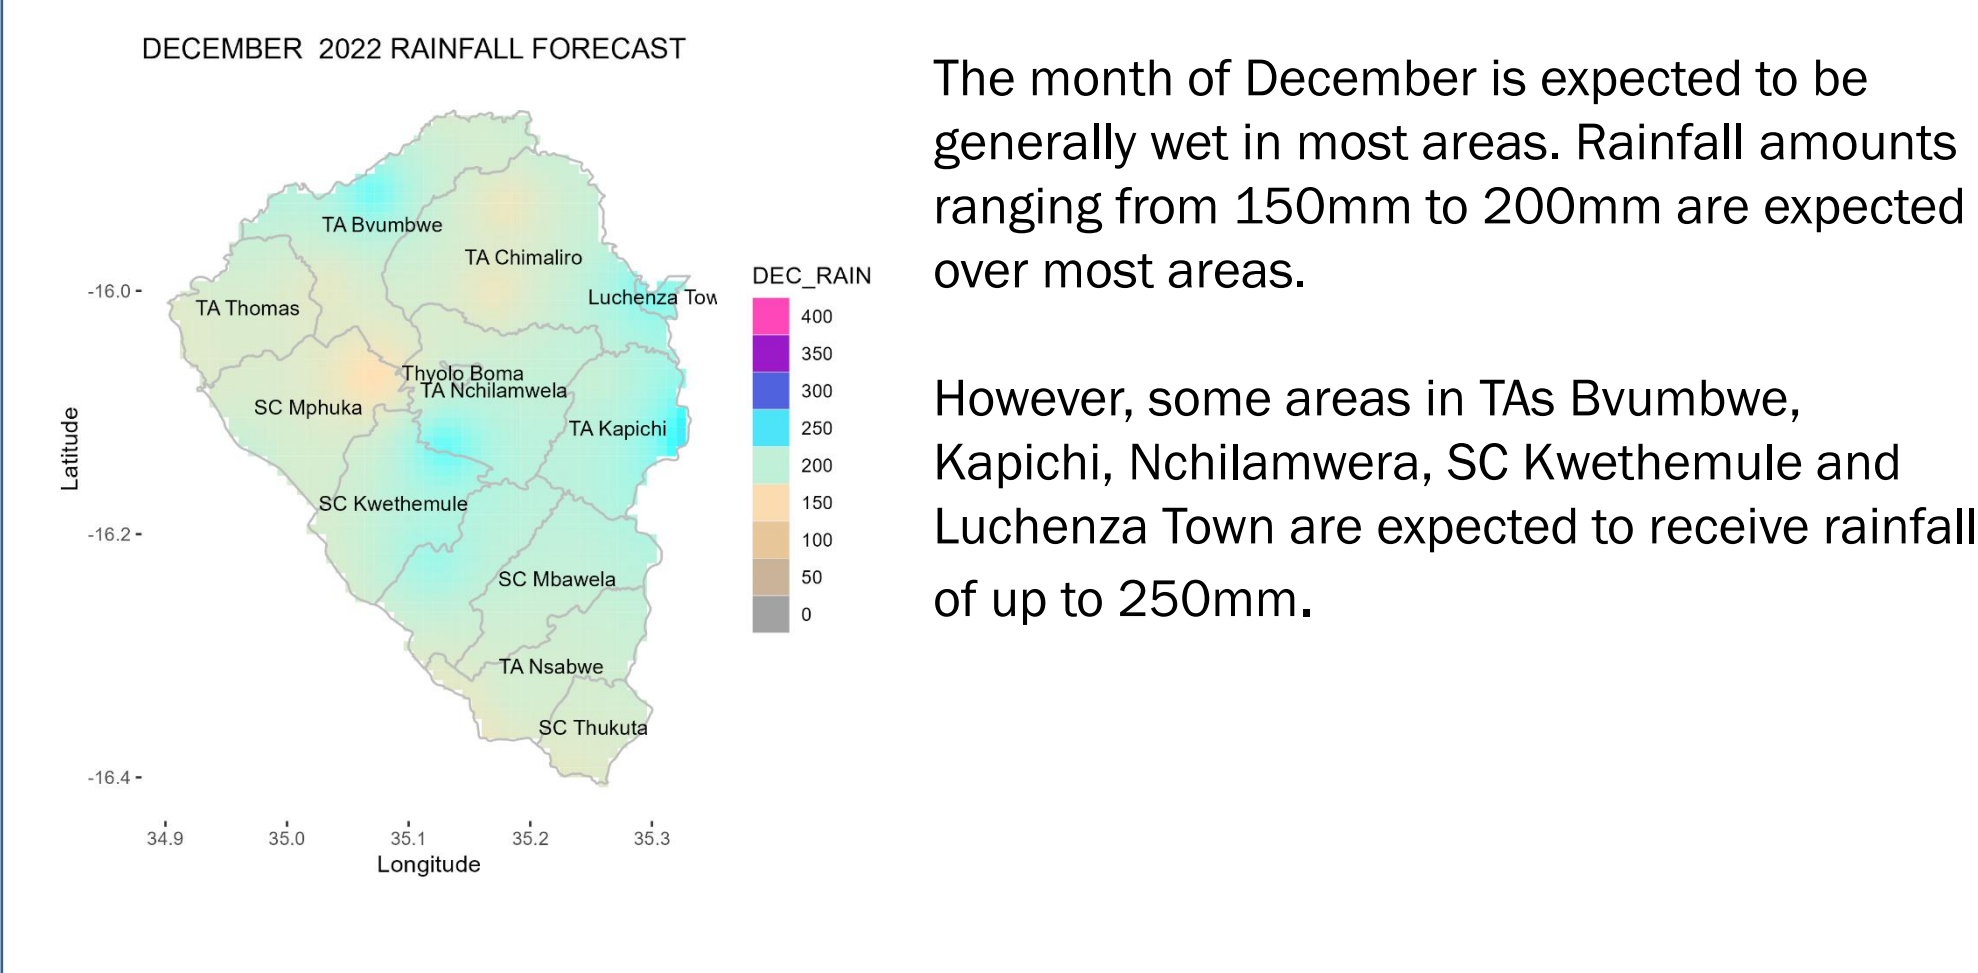 DECEMBER  2022 RAINFALL FORECAST
TA Bvumbwe
TA Chimaliro
Luchenza Tow
TA Thomas
Thyolo Boma
TA Nchilamwela
SC Mphuka
TA Kapichi
SC Kwethemule
SC Mbawela
TA Nsabwe
SC Thukuta
Latitude
-16.0
-16.2
-16.4
34.9 35.0 35.1 35.2 35.3
Longitude
DEC_RAIN
400
350
300
250
200
150
100
50
0
The month of December is expected to be
generally wet in most areas. Rainfall amounts
ranging from 150mm to 200mm are expected
over most areas.
However, some areas in TAs Bvumbwe,
Kapichi, Nchilamwera, SC Kwethemule and
Luchenza Town are expected to receive rainfall
of up to 250mm.